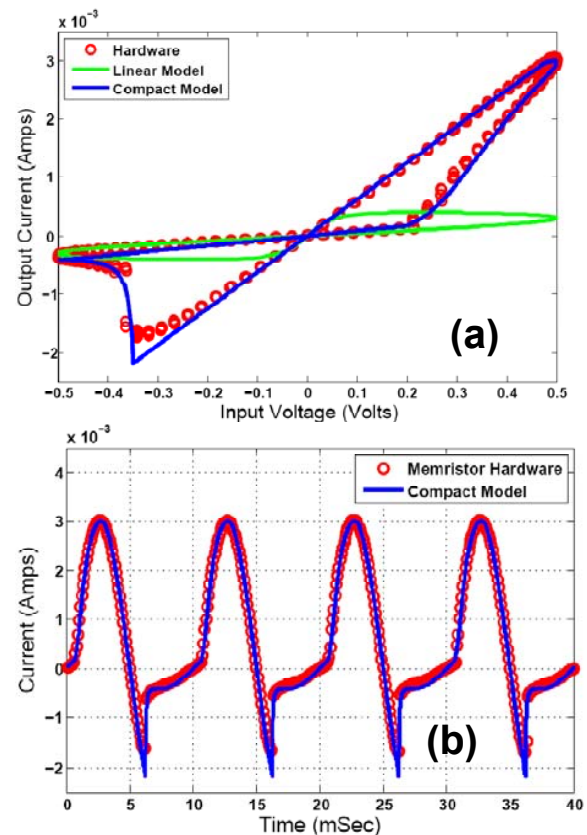 x 10⁻³
3
2
1
0
−1
−2
Output Current (Amps)
Hardware
Linear Model
Compact Model
(a)
−0.5 −0.4 −0.3 −0.2 −0.1 0 0.1 0.2 0.3 0.4 0.5
Input Voltage (Volts)
x 10⁻³
4
3
2
1
0
−1
−2
Current (Amps)
Memristor Hardware
Compact Model
(b)
0 5 10 15 20 25 30 35 40
Time (mSec)